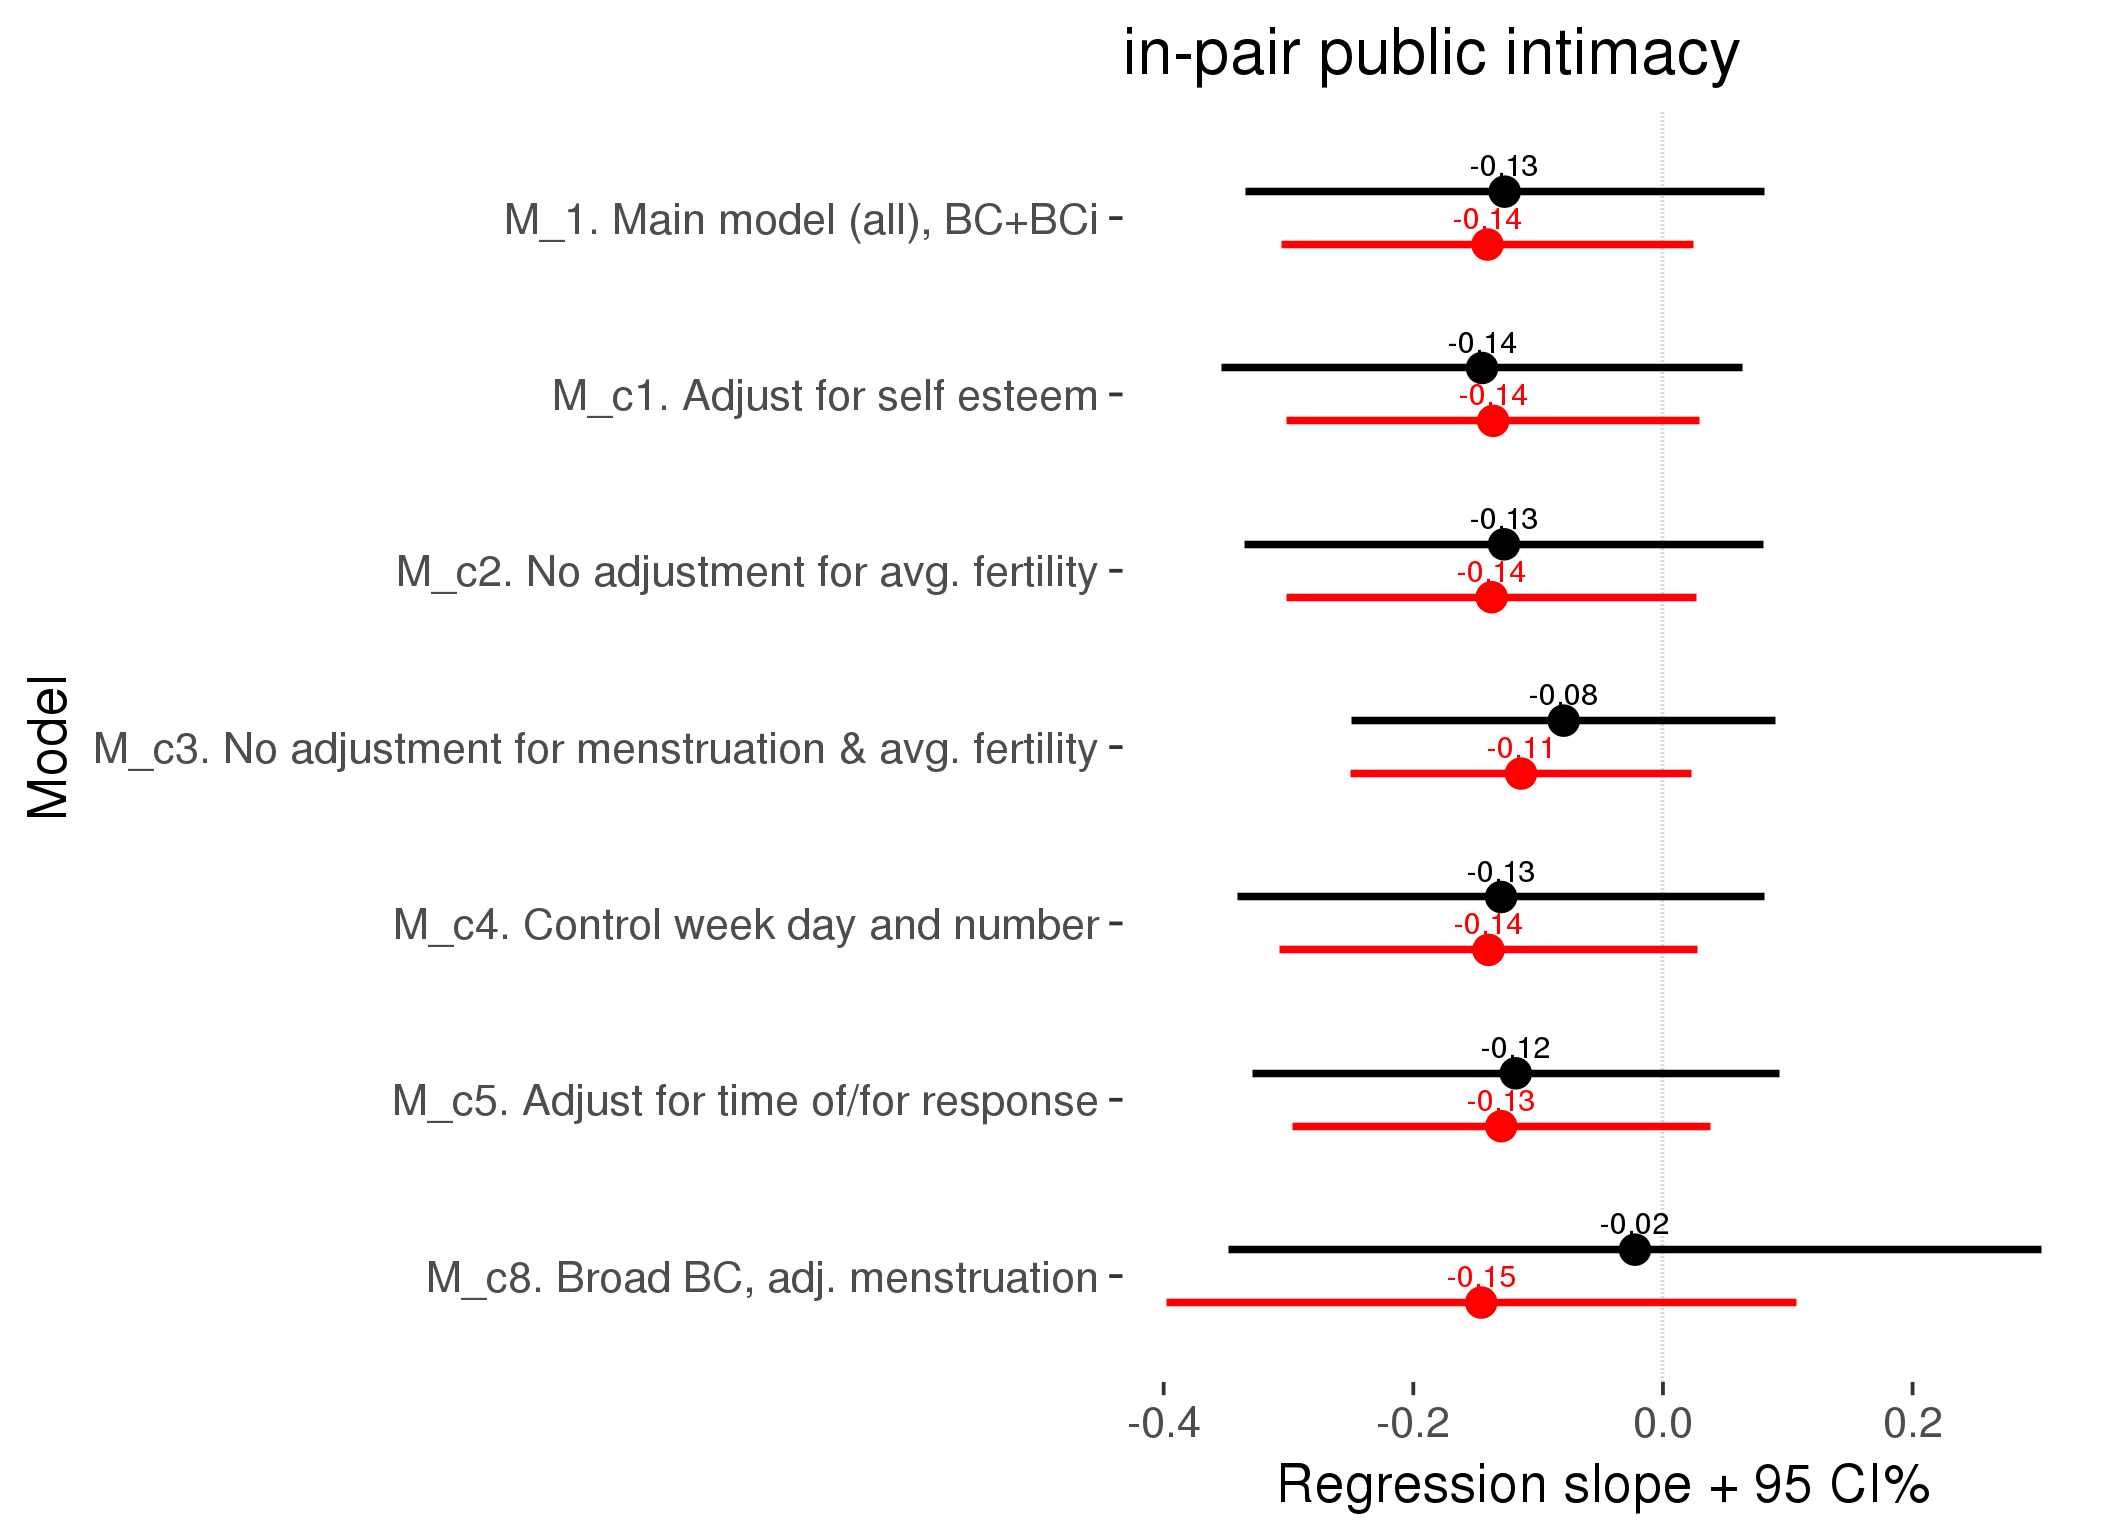 in-pair public intimacy
-0.13
M_1. Main model (all), BC+BCi
-0.14
-0.14
M_c1. Adjust for self esteem
-0.14
-0.13
M_c2. No adjustment for avg. fertility
-0.14
-0.08
M_c3. No adjustment for menstruation & avg. fertility
-0.11
Model
-0.13
M_c4. Control week day and number
-0.14
-0.12
M_c5. Adjust for time of/for response
-0.13
-0.02
M_c8. Broad BC, adj. menstruation
-0.15
-0.4 -0.2 0.0 0.2
Regression slope + 95 CI%